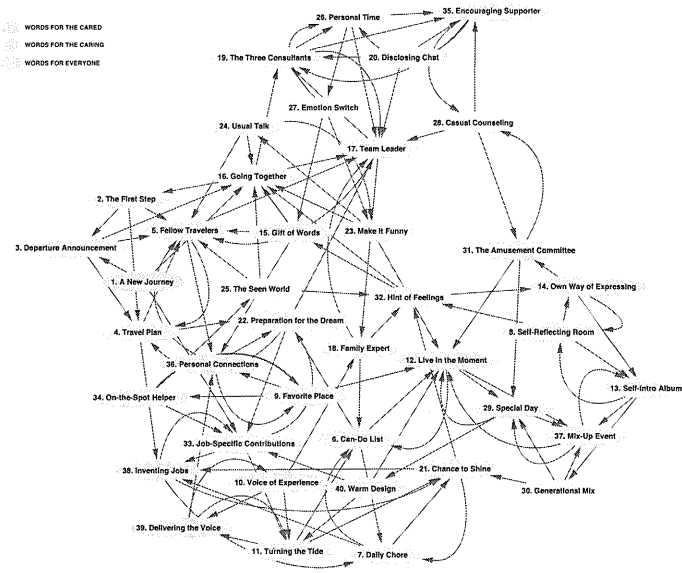 26. Personal Time
35. Encouraging Supporter
WORDS FOR THE CARED
WORDS FOR THE CARING
WORDS FOR EVERYONE
19. The Three Consultants
20. Disclosing Chat
27. Emotion Switch
24. Usual Talk
28. Casual Counseling
17. Team Leader
16. Going Together
2. The First Step
5. Fellow Travelers
15. Gift of Words
23. Make it Funny
3. Departure Announcement
31. The Amusement Committee
1. A New Journey
25. The Seen World
32. Hint of Feelings
14. Own Way of Expressing
4. Travel Plan
22. Preparation for the Dream
8. Self-Reflecting Room
18. Family Expert
36. Personal Connections
12. Live in the Moment
13. Self-Intro Album
34. On-the-Spot Helper
9. Favorite Place
29. Special Day
33. Job-Specific Contributions
6. Can-Do List
37. Mix-Up Event
38. Inventing Jobs
21. Chance to Shine
10. Voice of Experience
40. Warm Design
30. Generational Mix
39. Delivering the Voice
11. Turning the Tide
7. Daily Chore